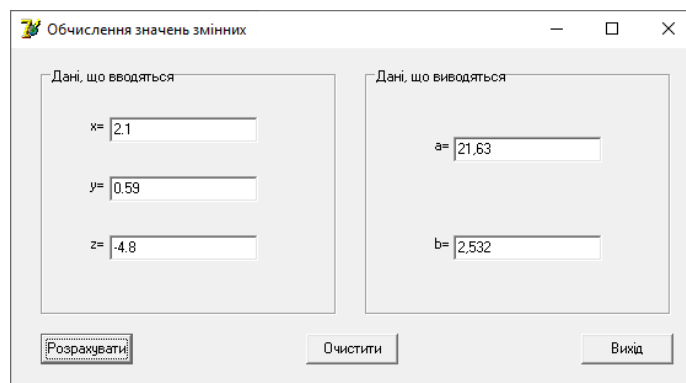 Обчислення значень змінних
Дані, що вводяться
x= 2.1
y= 0.59
z= -4.8
Дані, що виводяться
a= 21,63
b= 2,532
Розрахувати
Очистити
Вихід